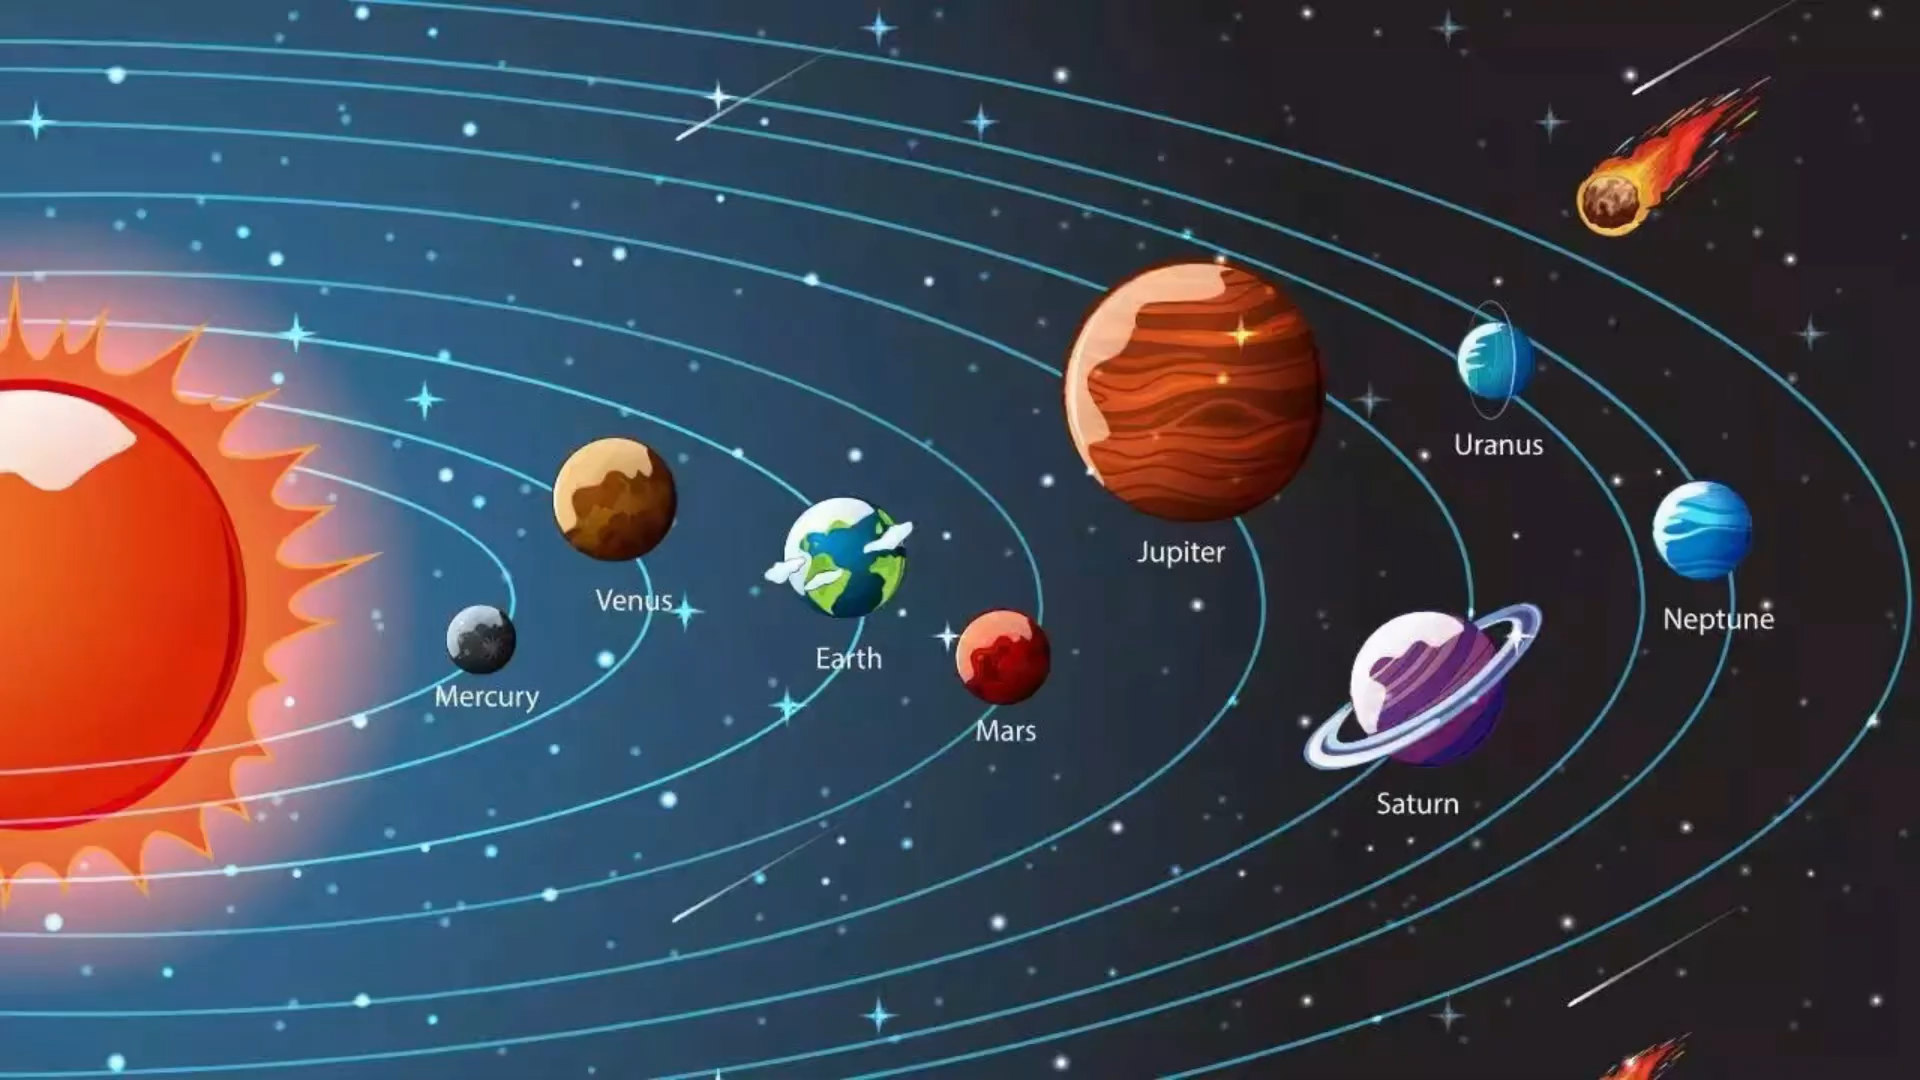 Mercury
Venus
Earth
Mars
Jupiter
Saturn
Uranus
Neptune